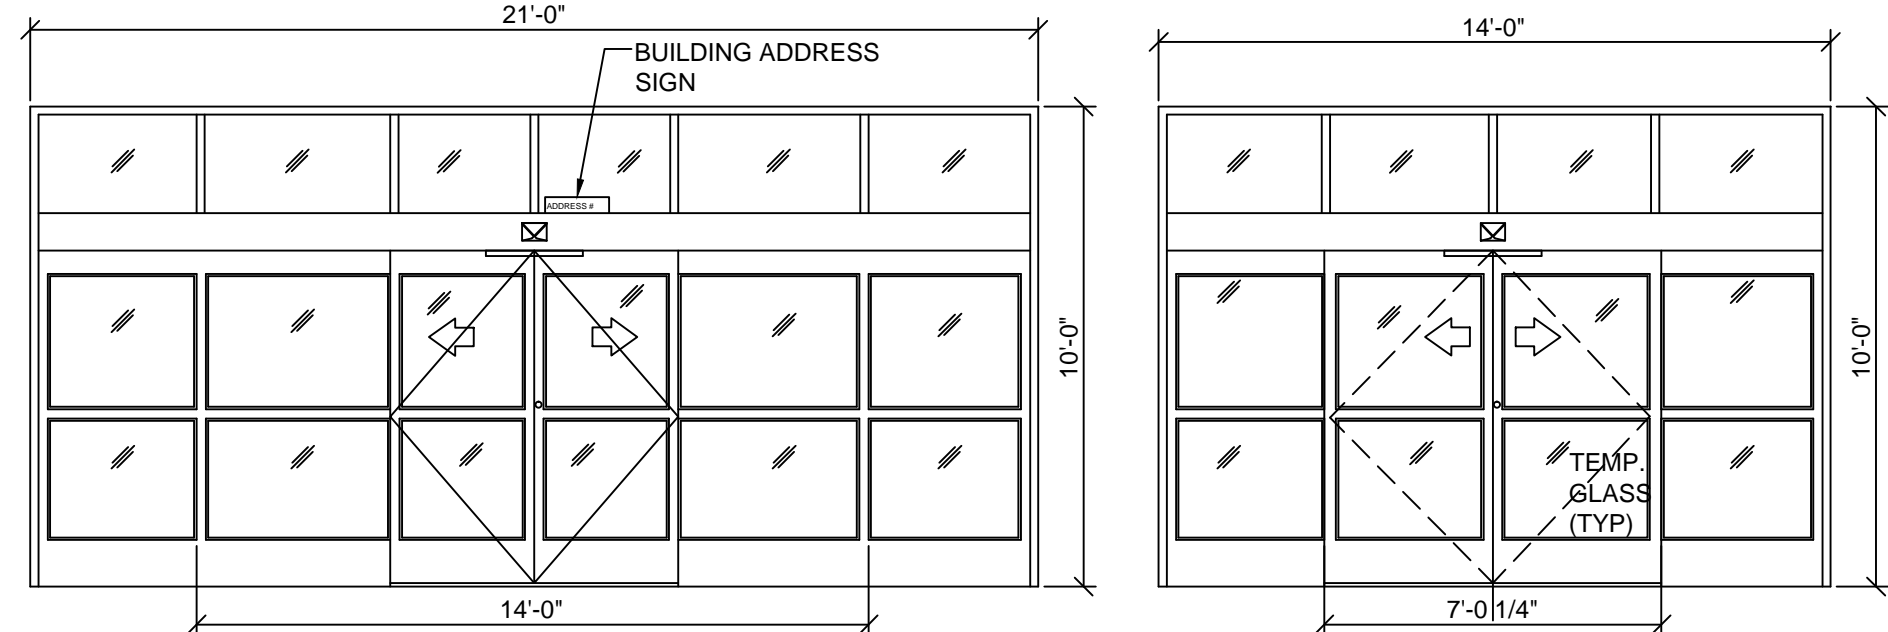 21'-0"
BUILDING ADDRESS
SIGN
ADDRESS #
10'-0"
14'-0"
14'-0"
10'-0"
TEMP.
GLASS
(TYP)
7'-0 1/4"